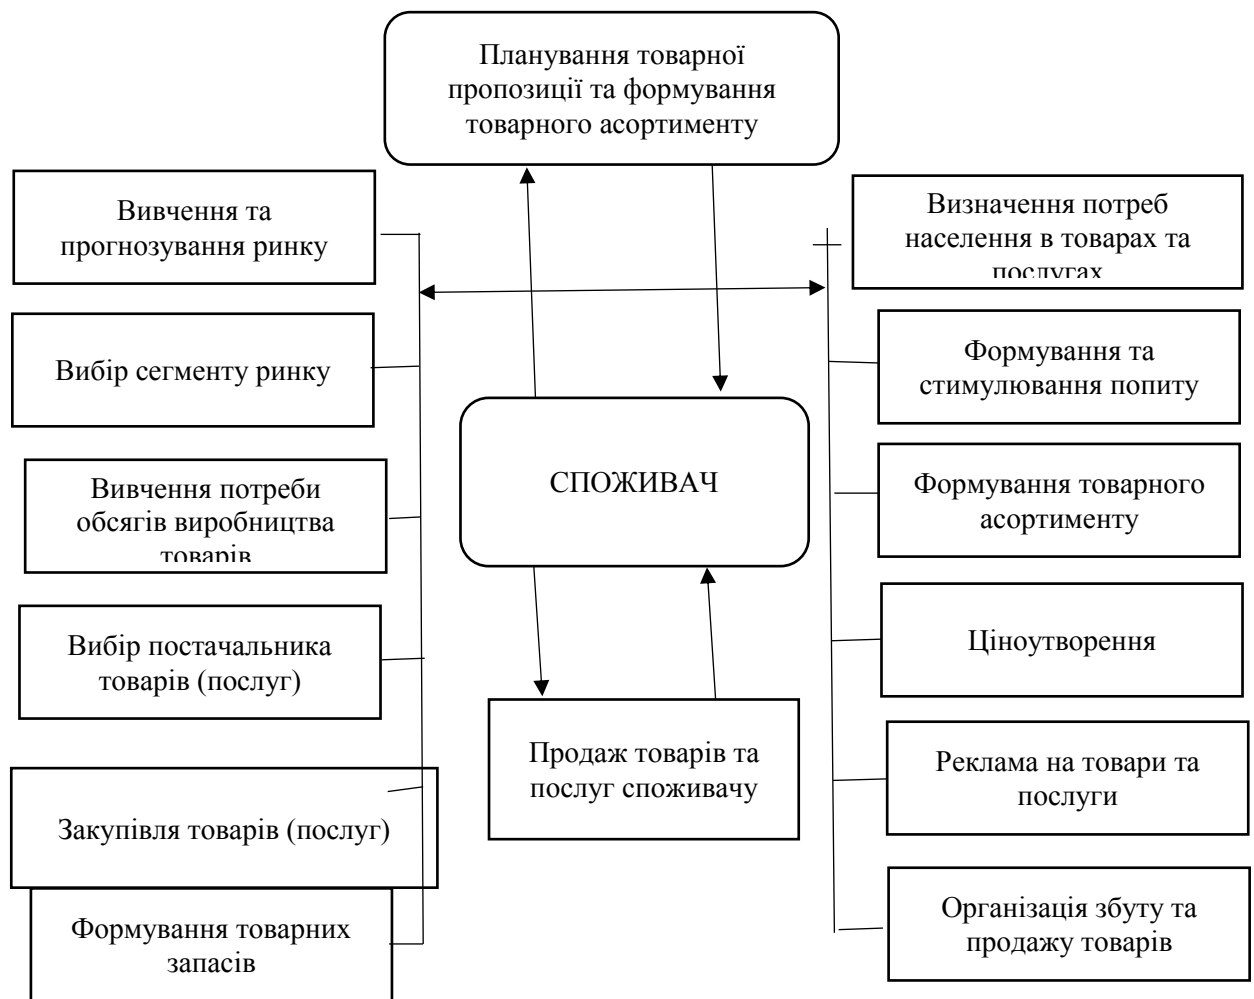 Планування товарної
пропозиції та формування
товарного асортименту
Вивчення та
прогнозування ринку
Вибір сегменту ринку
Вивчення потреби
обсягів виробництва
товарів
Вибір постачальника
товарів (послуг)
Закупівля товарів (послуг)
Формування товарних
запасів
СПОЖИВАЧ
Продаж товарів та
послуг споживачу
Визначення потреб
населення в товарах та
послугах
Формування та
стимулювання попиту
Формування товарного
асортименту
Ціноутворення
Реклама на товари та
послуги
Організація збуту та
продажу товарів